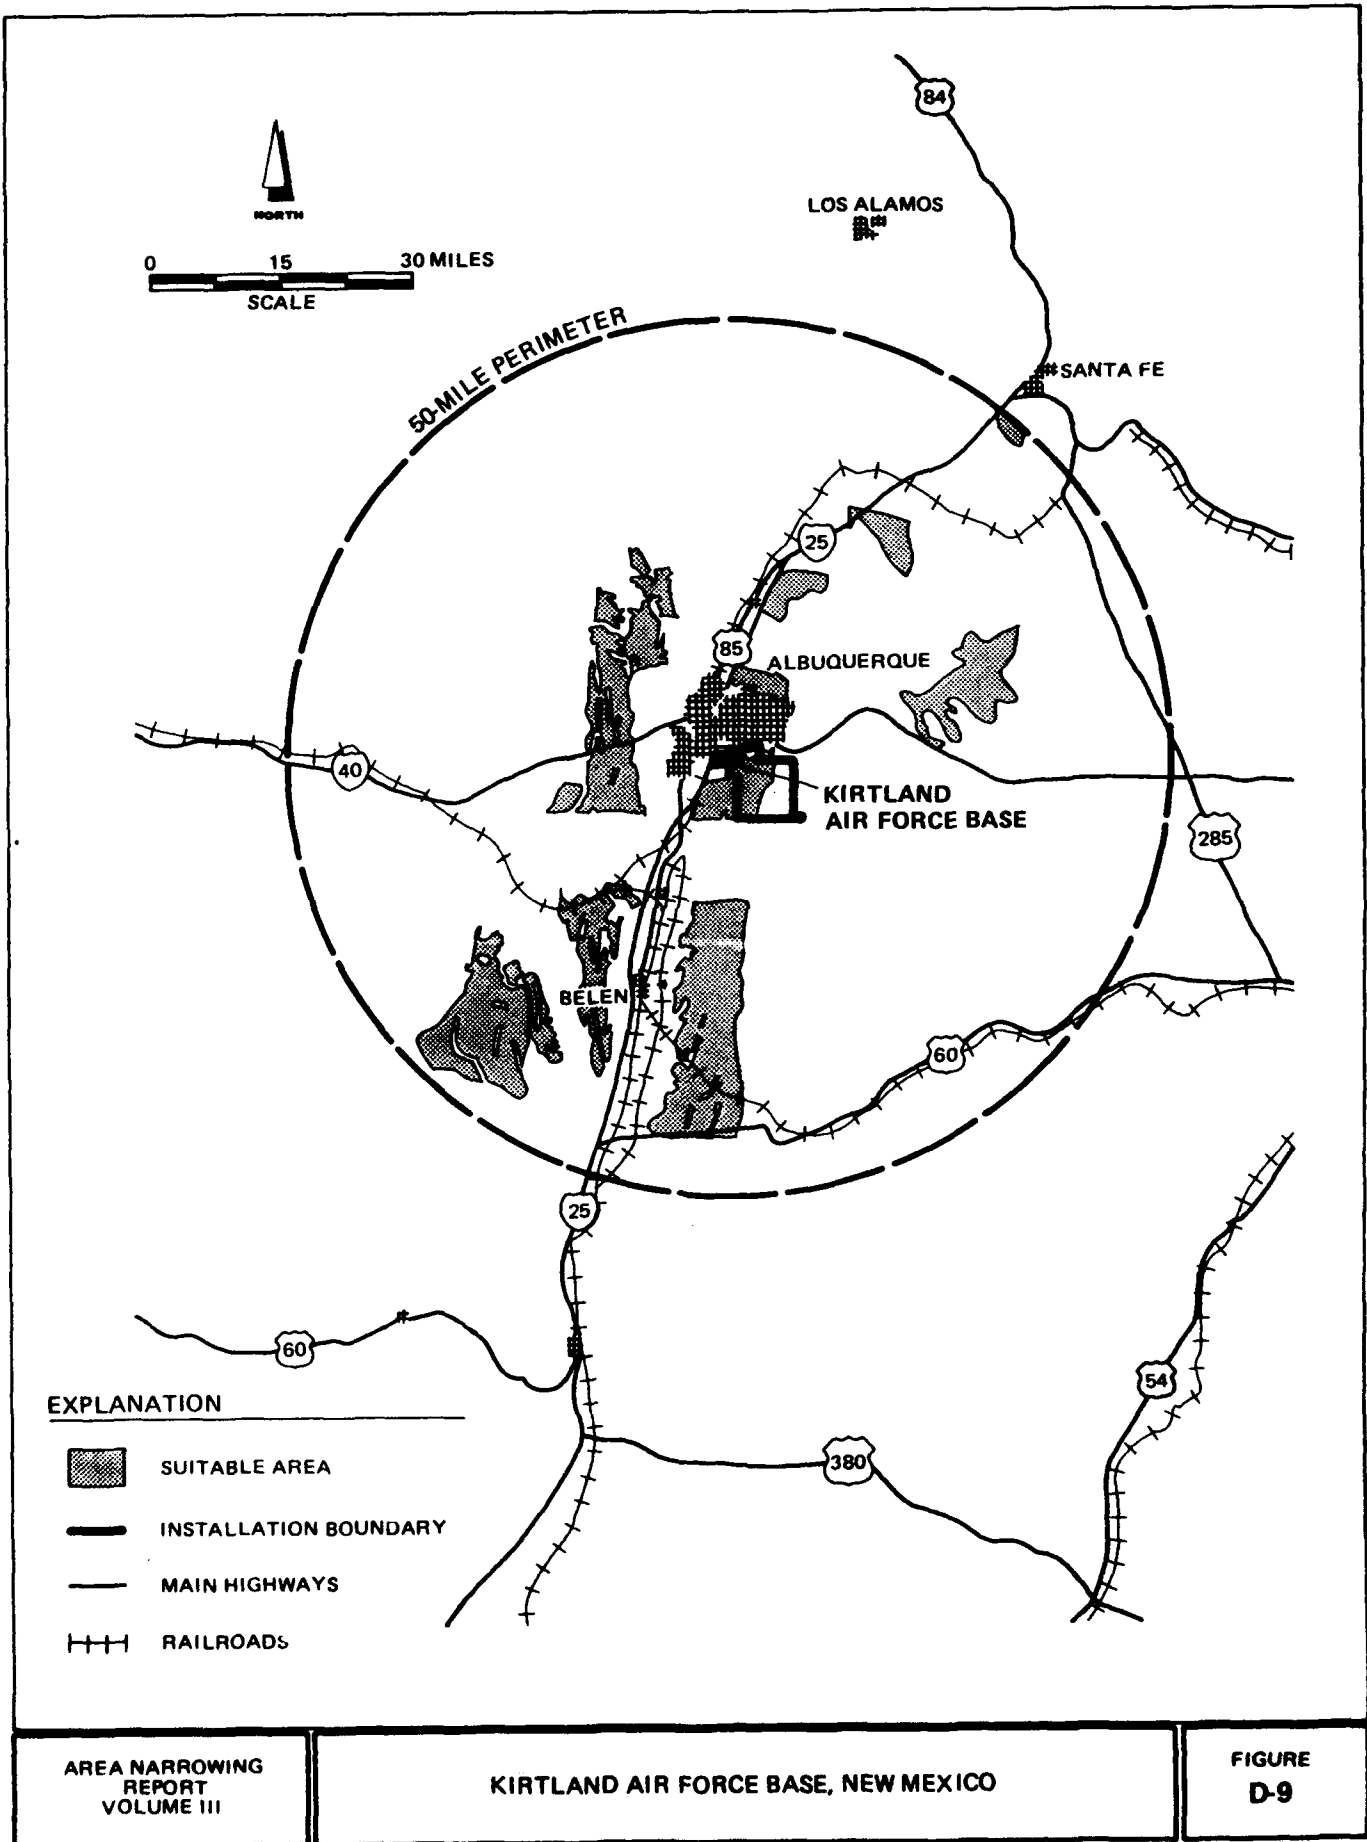 84
LOS ALAMOS
NORTH
0 15 30 MILES
SCALE
50-MILE PERIMETER
SANTA FE
25
85
ALBUQUERQUE
40
KIRTLAND
AIR FORCE BASE
285
BELEN
60
25
60
54
380
EXPLANATION
SUITABLE AREA
INSTALLATION BOUNDARY
MAIN HIGHWAYS
RAILROADS
AREA NARROWING
REPORT
VOLUME III
KIRTLAND AIR FORCE BASE, NEW MEXICO
FIGURE
D-9